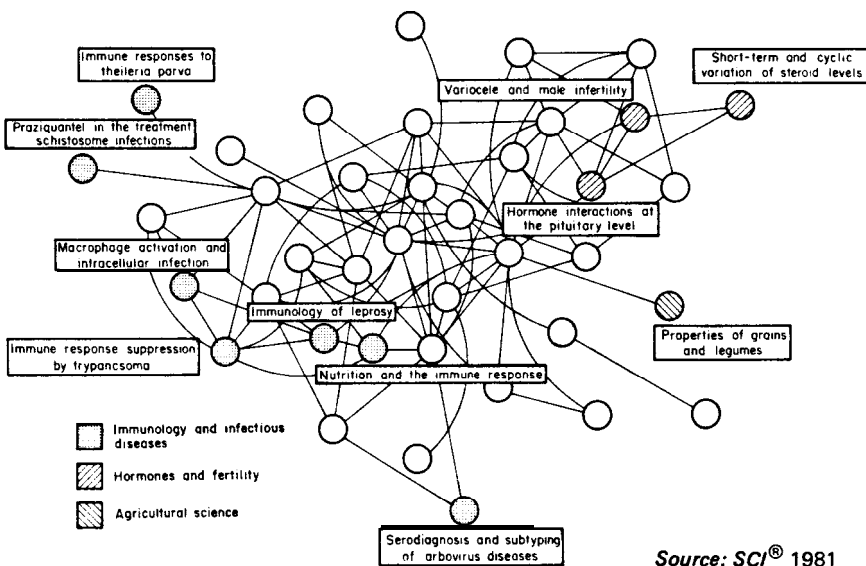 Immune responses to
theileria parva
Short-term and cyclic
variation of steroid levels
Variocele and male infertility
Praziquantel in the treatment
schistosome infections
Hormone interactions at
the pituitary level
Macrophage activation and
intracellular infection
Immunology of leprosy
Properties of grains
and legumes
Immune response suppression
by trypancsoma
Nutrition and the immune response
Immunology and infectious
diseases
Hormones and fertility
Agricultural science
Serodiagnosis and subtyping
of arbovirus diseases
Source: SCI® 1981